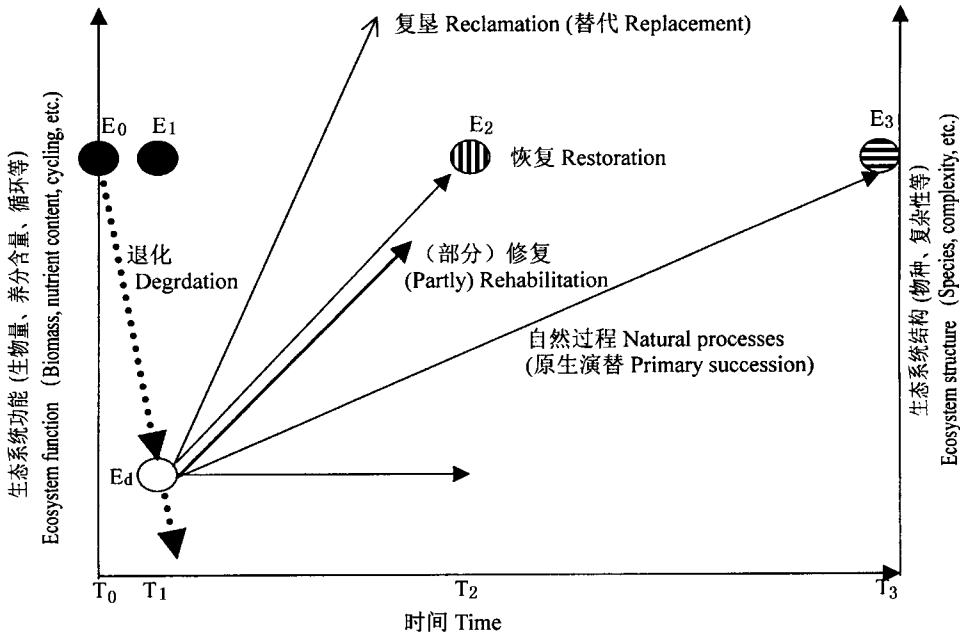 复垦 Reclamation (替代 Replacement)
E0
E1
E2
E3
恢复 Restoration
退化
Degrdation
（部分）修复
(Partly) Rehabilitation
自然过程 Natural processes
(原生演替 Primary succession)
Ed
生态系统功能 (生物量、养分含量、循环等)
Ecosystem function（Biomass, nutrient content, cycling, etc.)
生态系统结构 (物种、复杂性等)
Ecosystem structure（Species, complexity, etc.)
T0
T1
T2
T3
时间 Time